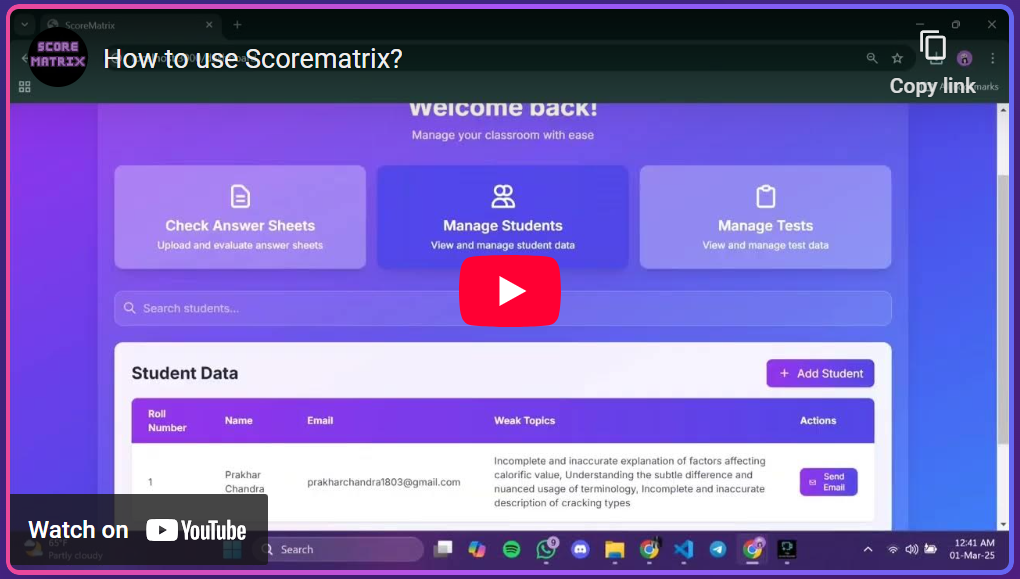 ScoreMatrix
SCORE
MATRIX
How to use Scorematrix?
Copy link
Welcome back!
Manage your classroom with ease
Check Answer Sheets
Upload and evaluate answer sheets
Manage Students
View and manage student data
Manage Tests
View and manage test data
Search students...
Student Data
+ Add Student
Roll
Number
Name
Email
Weak Topics
Actions
1
Prakhar
Chandra
prakharchandra1803@gmail.com
Incomplete and inaccurate explanation of factors affecting
calorific value, Understanding the subtle difference and
nuanced usage of terminology, Incomplete and inaccurate
description of cracking types
Send
Email
Watch on YouTube
Partly cloudy
Search
9
12:41 AM
01-Mar-25